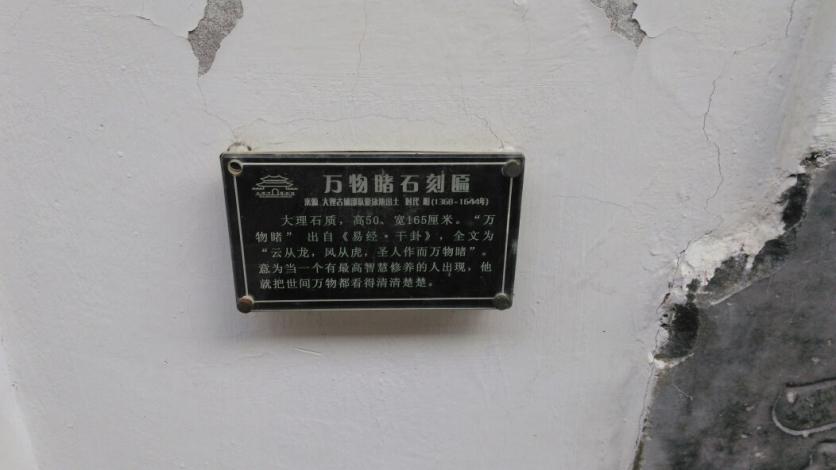 万物睹石刻匾
来源 大理古城部队游泳池出土 时代 明(1368-1644年)
大理石质，高50、宽165厘米。“万
物睹” 出自《易经·干卦》，全文为
“云从龙，风从虎，圣人作而万物睹”。
意为当一个有最高智慧修养的人出现，他
就把世间万物都看得清清楚楚。